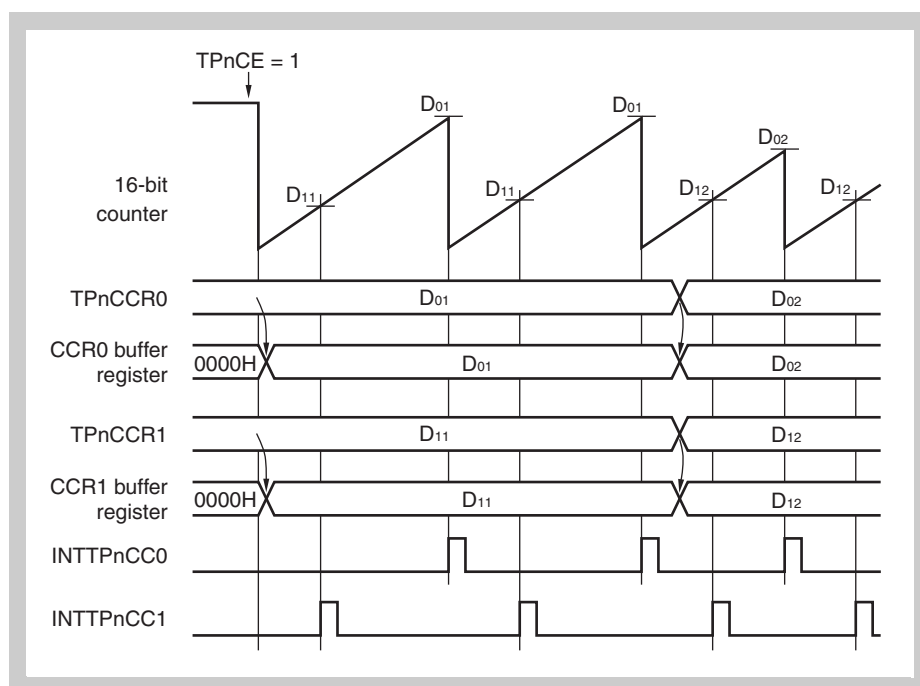 TPnCE = 1
D01 D01 D02
D11 D11 D12 D12
16-bit
counter
TPnCCR0 D01 D02
CCR0 buffer
register
0000H D01 D02
TPnCCR1 D11 D12
CCR1 buffer
register
0000H D11 D12
INTTPnCC0
INTTPnCC1